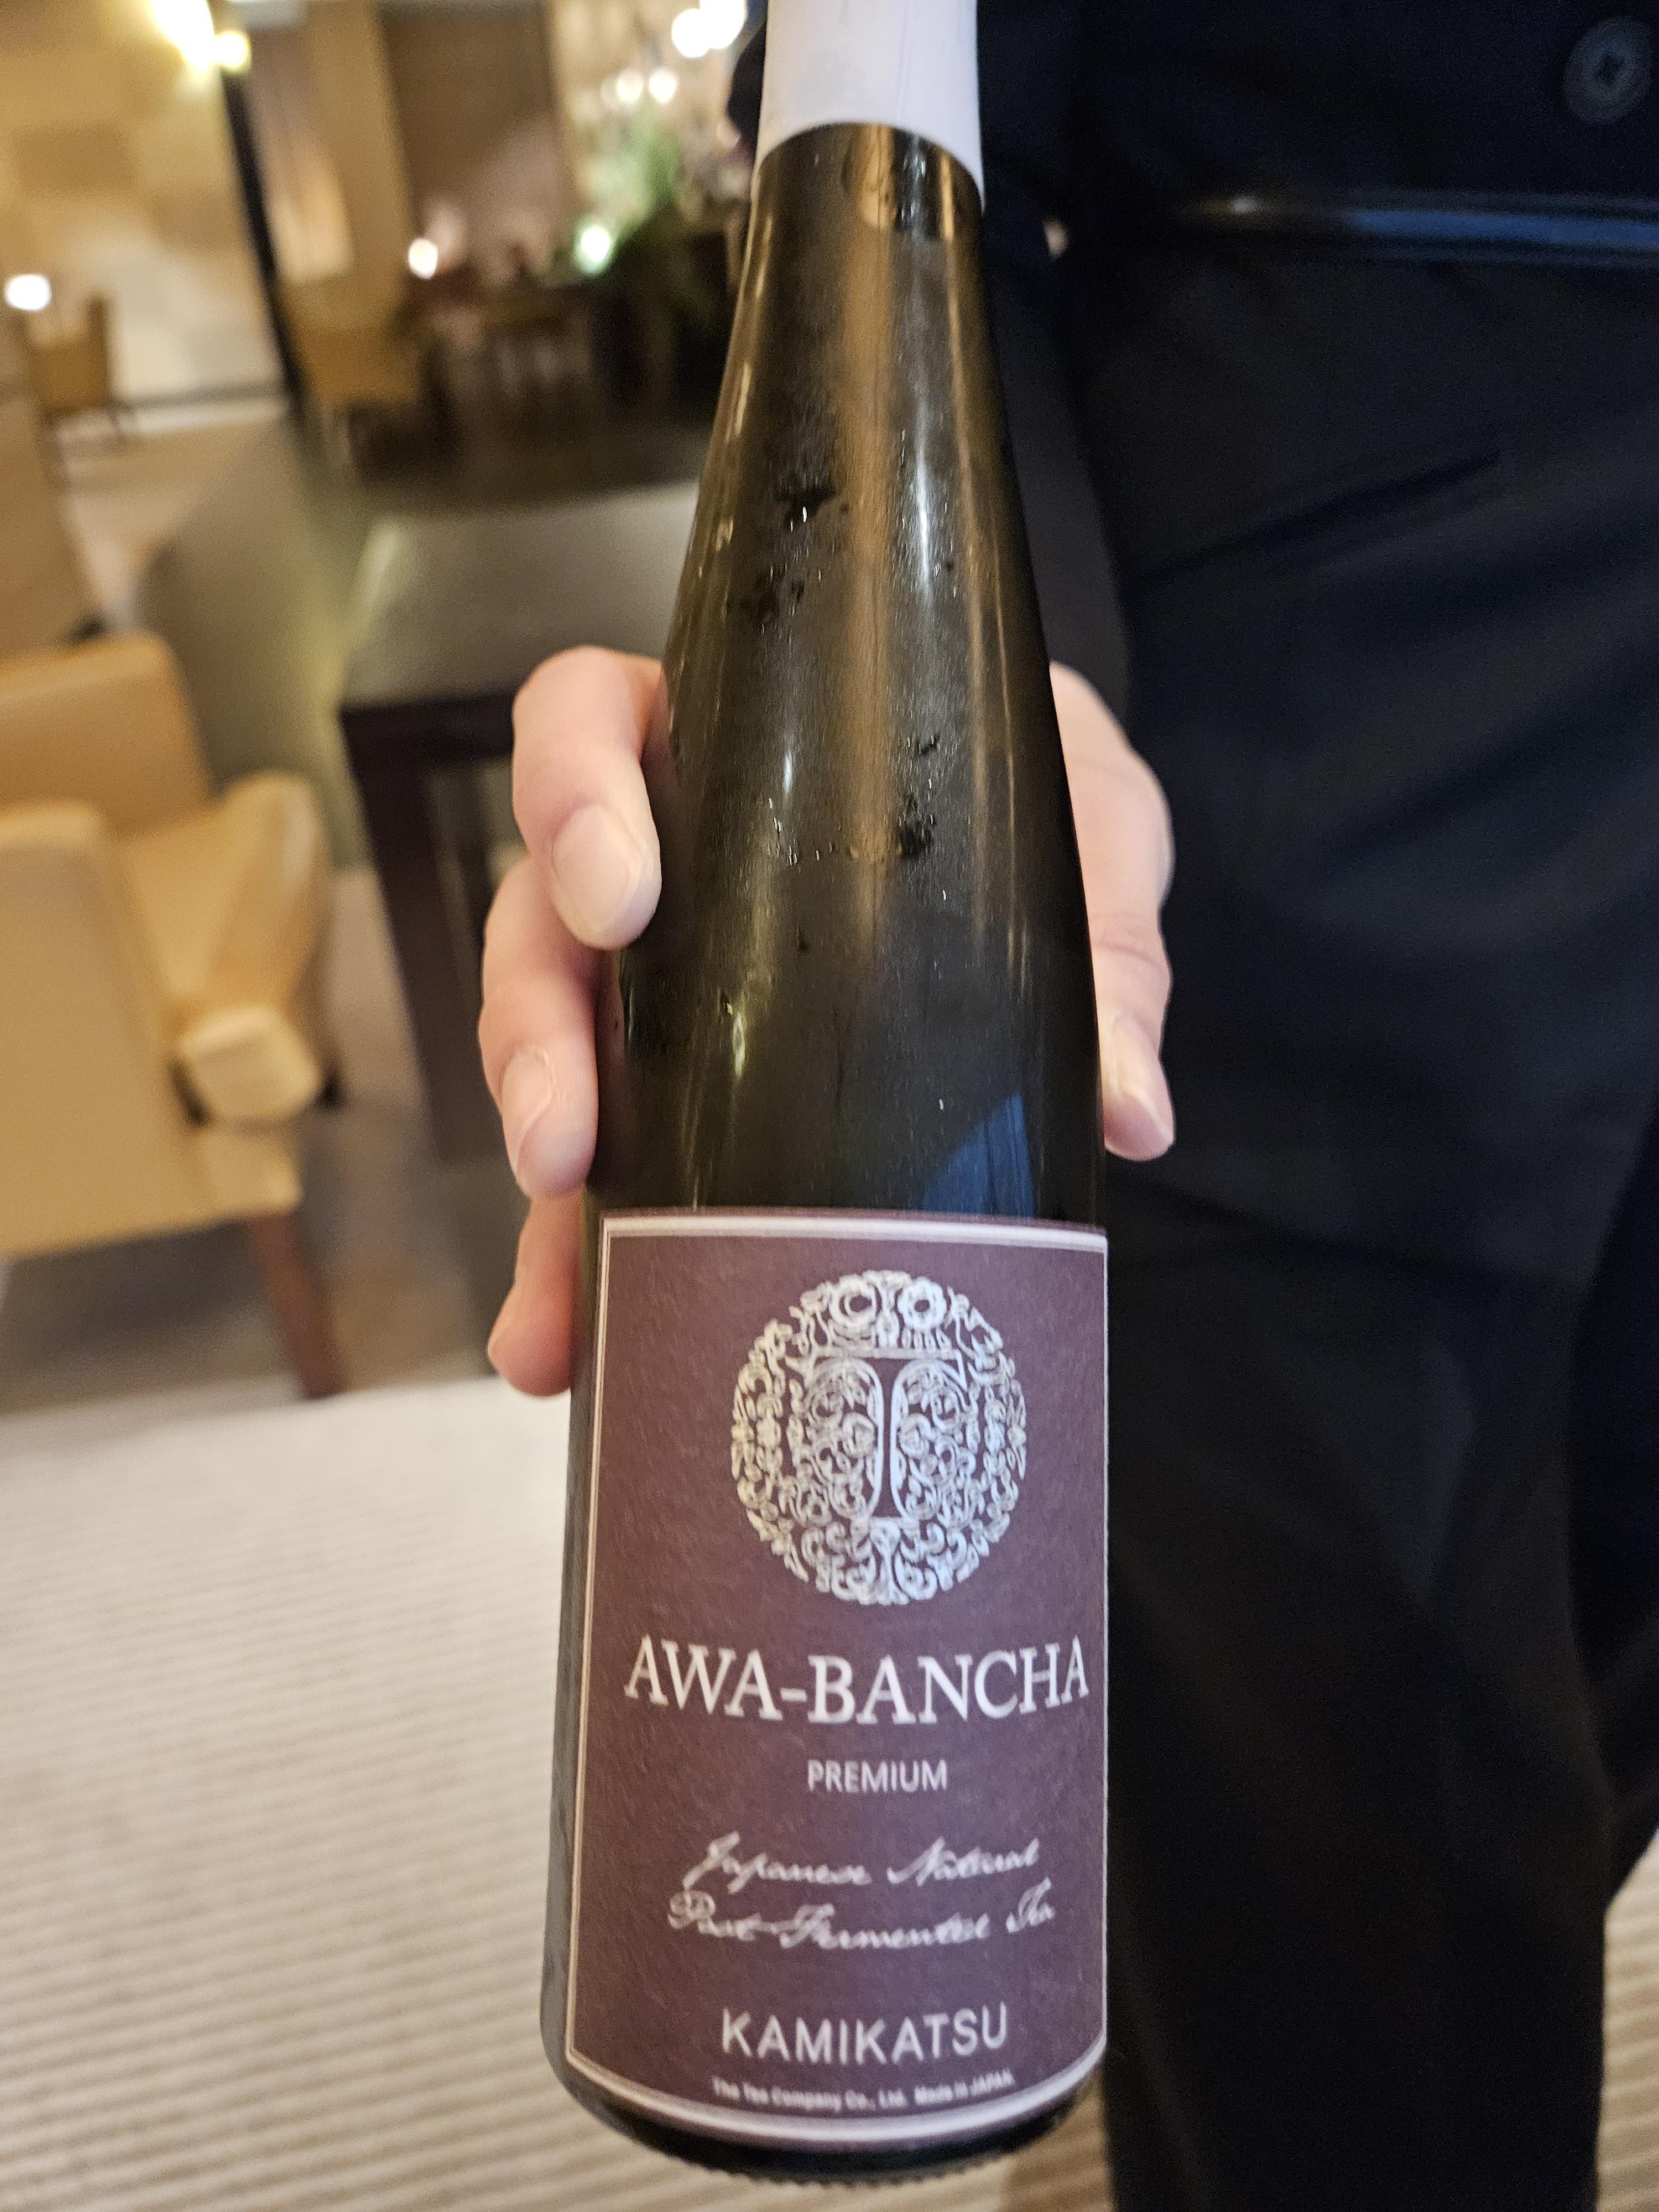 AWA-BANCHA
PREMIUM
Japanese Natural
Post-Fermented Tea
KAMIKATSU
The Tea Company Co., Ltd. Made in JAPAN.